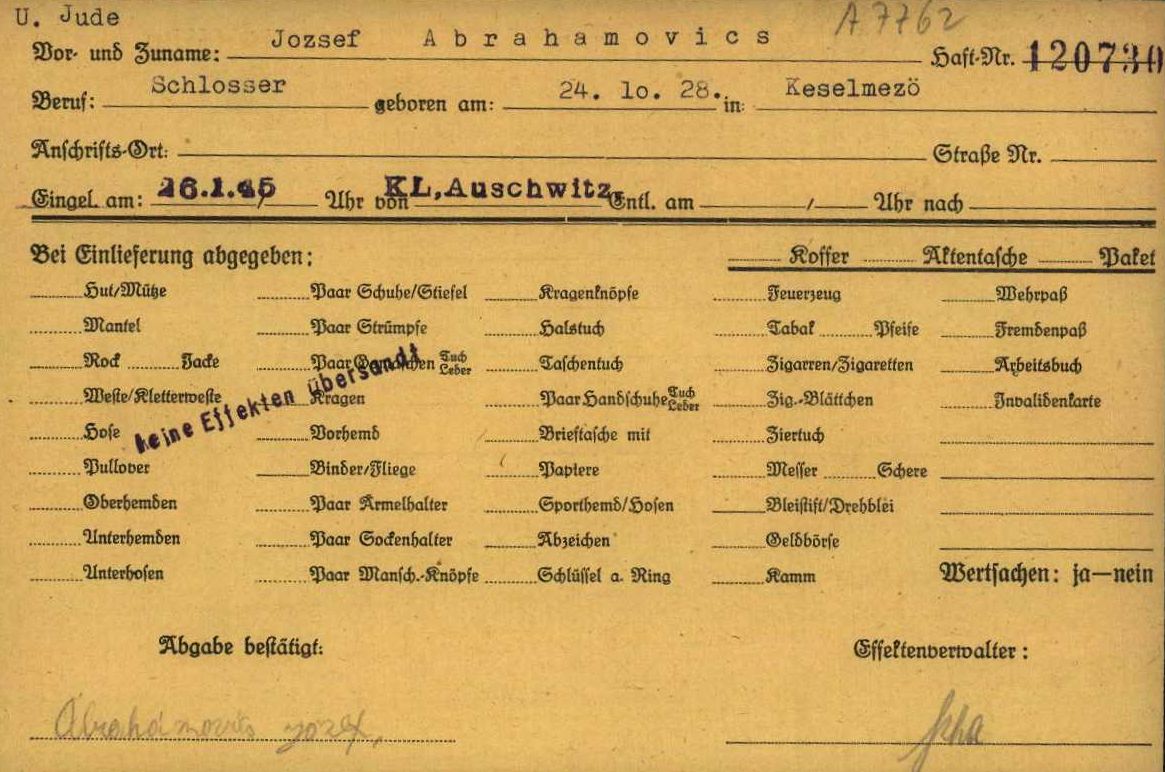 U. Jude
A 7762
Vor- und Zuname: Jozsef Abrahamovics Haft-Nr. 120730
Beruf: Schlosser geboren am: 24. lo. 28. in: Keselmezö
Anschrifts-Ort: Straße Nr.
Eingel. am: 26.1.45 Uhr von KL,Auschwitz Entl. am Uhr nach
Bei Einlieferung abgegeben: Koffer Aktentasche Paket
Hut/Mütze Paar Schuhe/Stiefel Kragenknöpfe Feuerzeug Wehrpaß
Mantel Paar Strümpfe Halstuch Tabak Pfeife Fremdenpaß
Rock Jacke Paar Gamaschen Tuch Leder Taschentuch Zigarren/Zigaretten Arbeitsbuch
Weste/Kletterweste Kragen Paar Handschuhe Tuch Leder Zig.-Blättchen Invalidenkarte
keine Effekten übersandt
Hose Vorhemd Brieftasche mit Ziertuch
Pullover Binder/Fliege Papiere Messer Schere
Oberhemden Paar Ärmelhalter Sporthemd/Hosen Bleistift/Drehblei
Unterhemden Paar Sockenhalter Abzeichen Geldbörse
Unterhosen Paar Mansch.-Knöpfe Schlüssel a. Ring Kamm Wertsachen: ja—nein
Abgabe bestätigt: Effektenverwalter:
Abrahámovits